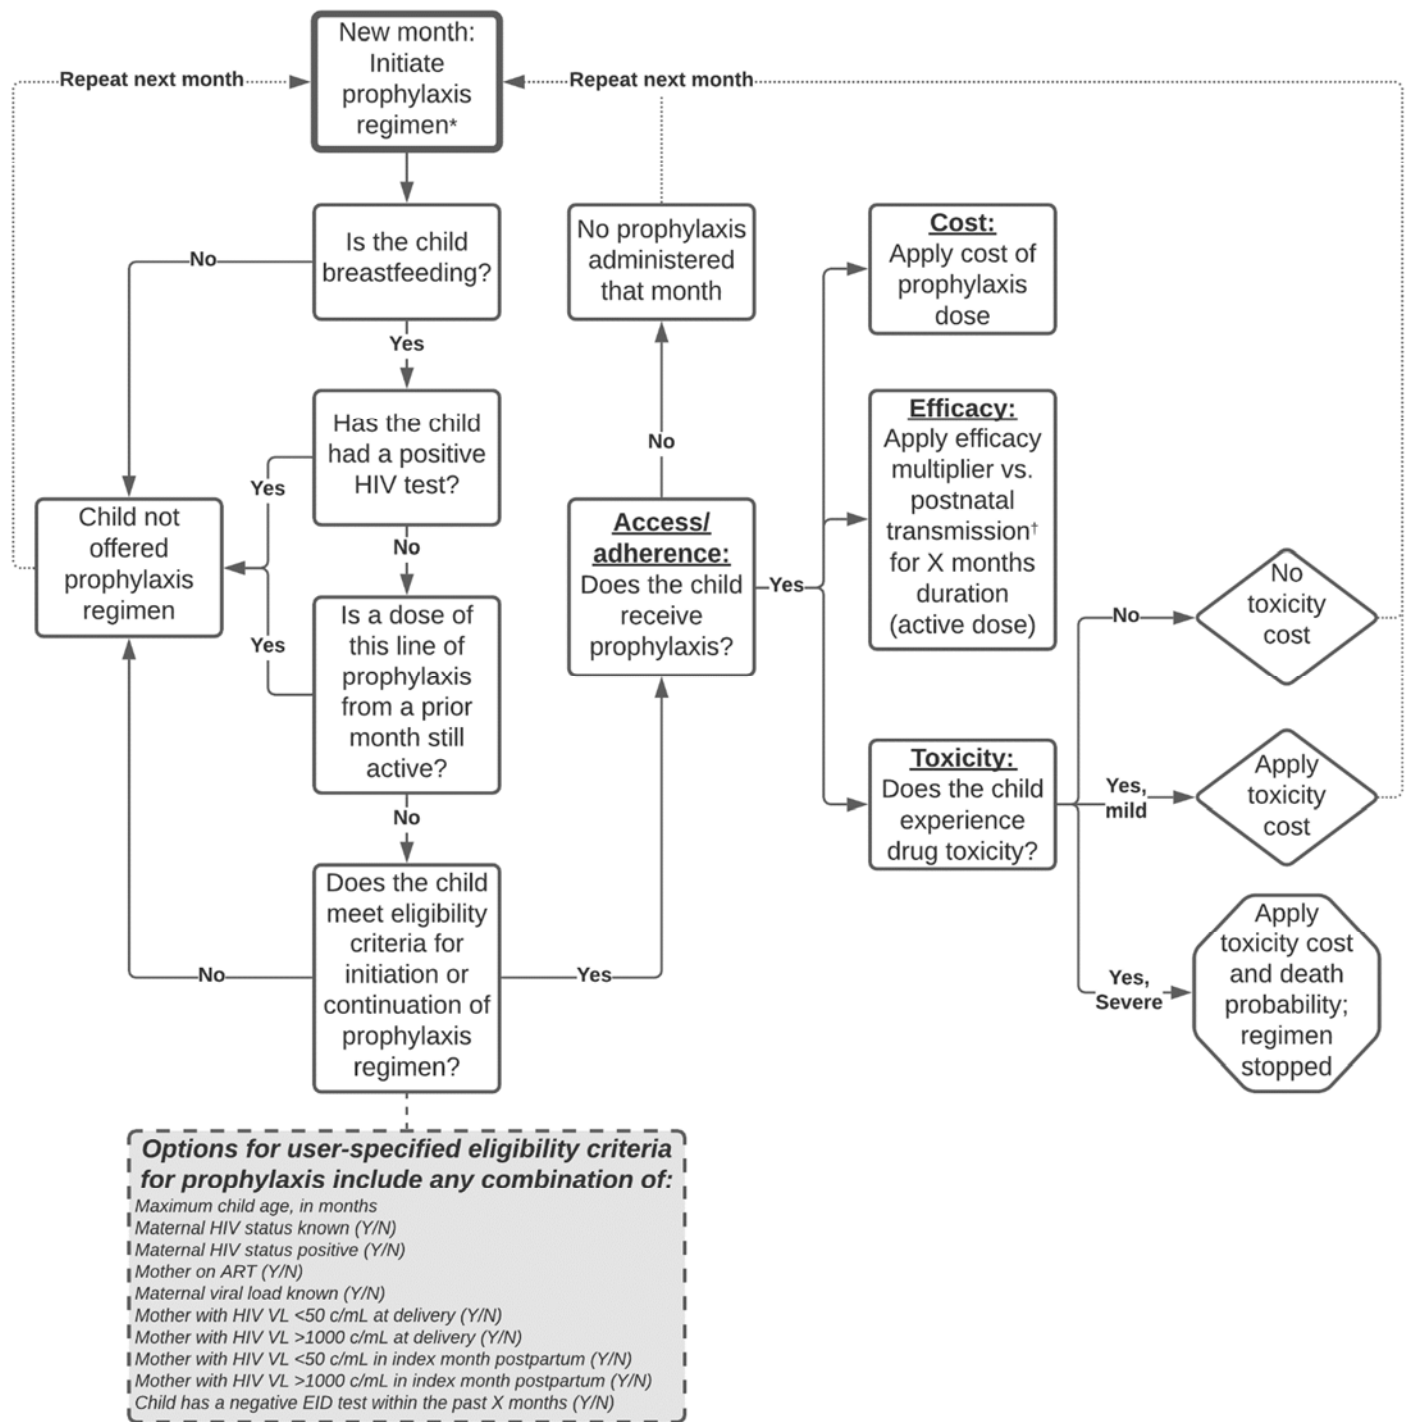 New month:
Initiate
prophylaxis
regimen*
Repeat next month
Repeat next month
Is the child
breastfeeding?
No
Yes
Has the child
had a positive
HIV test?
Yes
No
Child not
offered
prophylaxis
regimen
Is a dose of
this line of
prophylaxis
from a prior
month still
active?
Yes
No
Does the child
meet eligibility
criteria for
initiation or
continuation of
prophylaxis
regimen?
No
Yes
Options for user-specified eligibility criteria
for prophylaxis include any combination of:
Maximum child age, in months
Maternal HIV status known (Y/N)
Maternal HIV status positive (Y/N)
Mother on ART (Y/N)
Maternal viral load known (Y/N)
Mother with HIV VL <50 c/mL at delivery (Y/N)
Mother with HIV VL >1000 c/mL at delivery (Y/N)
Mother with HIV VL <50 c/mL in index month postpartum (Y/N)
Mother with HIV VL >1000 c/mL in index month postpartum (Y/N)
Child has a negative EID test within the past X months (Y/N)
No prophylaxis
administered
that month
No
Access/
adherence:
Does the child
receive
prophylaxis?
Yes
Cost:
Apply cost of
prophylaxis
dose
Efficacy:
Apply efficacy
multiplier vs.
postnatal
transmission†
for X months
duration
(active dose)
Toxicity:
Does the child
experience
drug toxicity?
No
No
toxicity
cost
Yes,
mild
Apply
toxicity
cost
Yes,
Severe
Apply
toxicity cost
and death
probability;
regimen
stopped